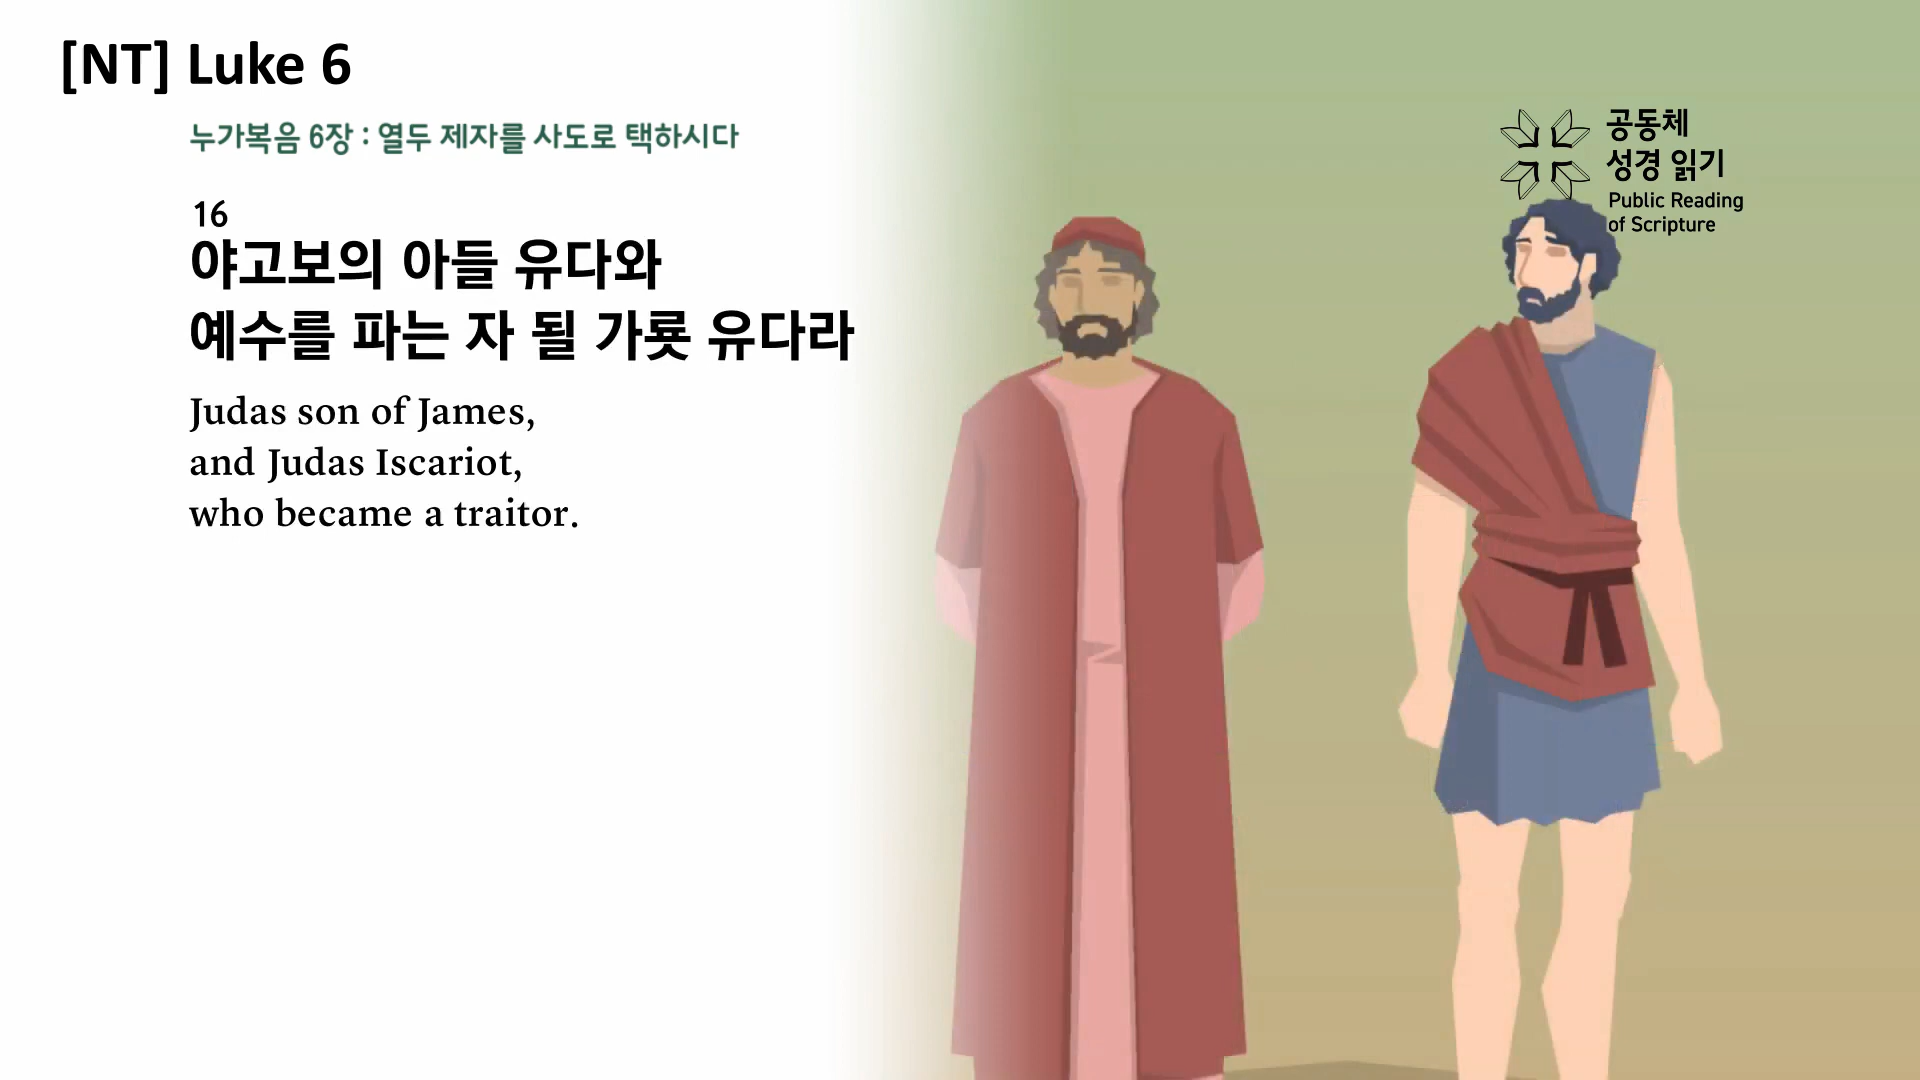 [NT] Luke 6
누가복음 6장 : 열두 제자를 사도로 택하시다
16
야고보의 아들 유다와
예수를 파는 자 될 가룟 유다라
Judas son of James,
and Judas Iscariot,
who became a traitor.
공동체
성경 읽기
Public Reading
of Scripture